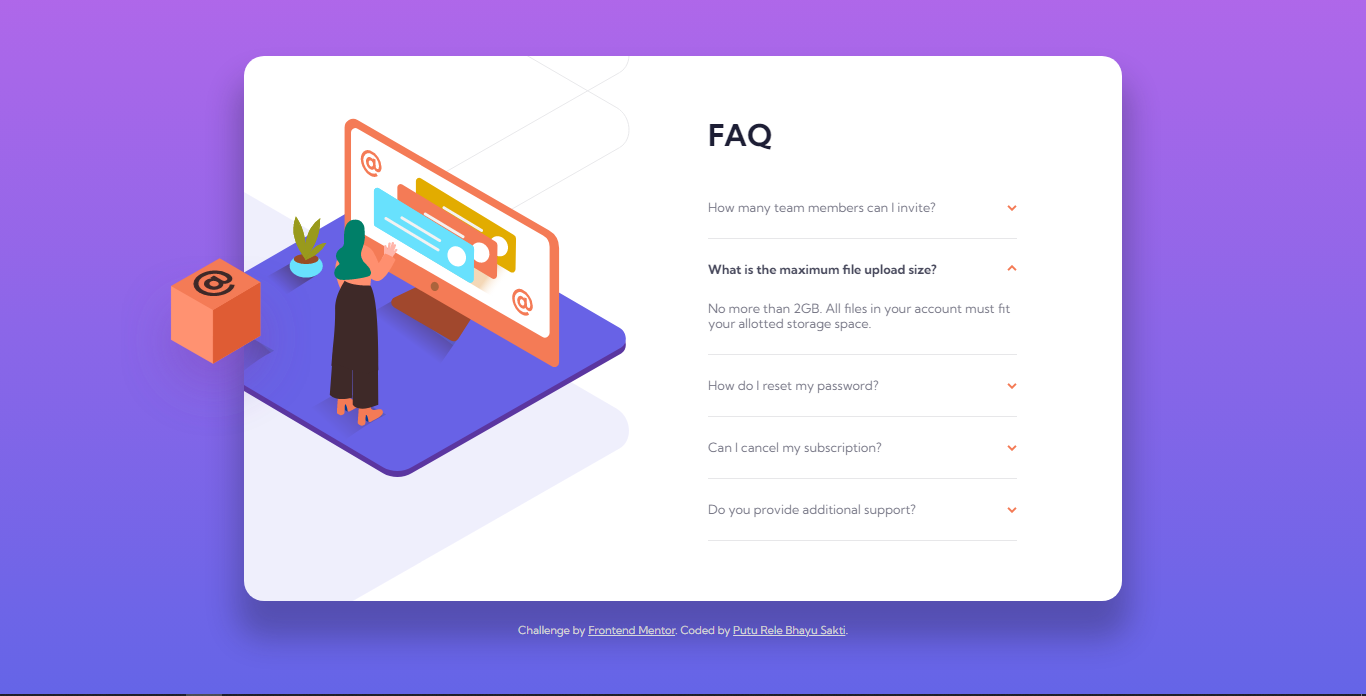 FAQ
How many team members can I invite?
What is the maximum file upload size?
No more than 2GB. All files in your account must fit
your allotted storage space.
How do I reset my password?
Can I cancel my subscription?
Do you provide additional support?
Challenge by Frontend Mentor. Coded by Putu Rele Bhayu Sakti.
@
@
@